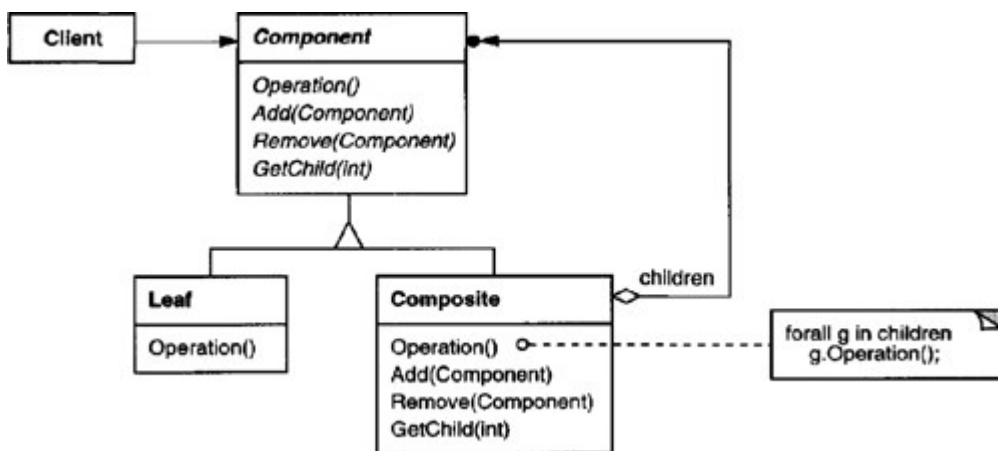 Client
Component
Operation()
Add(Component)
Remove(Component)
GetChild(int)
children
Leaf
Operation()
Composite
Operation()
Add(Component)
Remove(Component)
GetChild(int)
forall g in children
g.Operation();